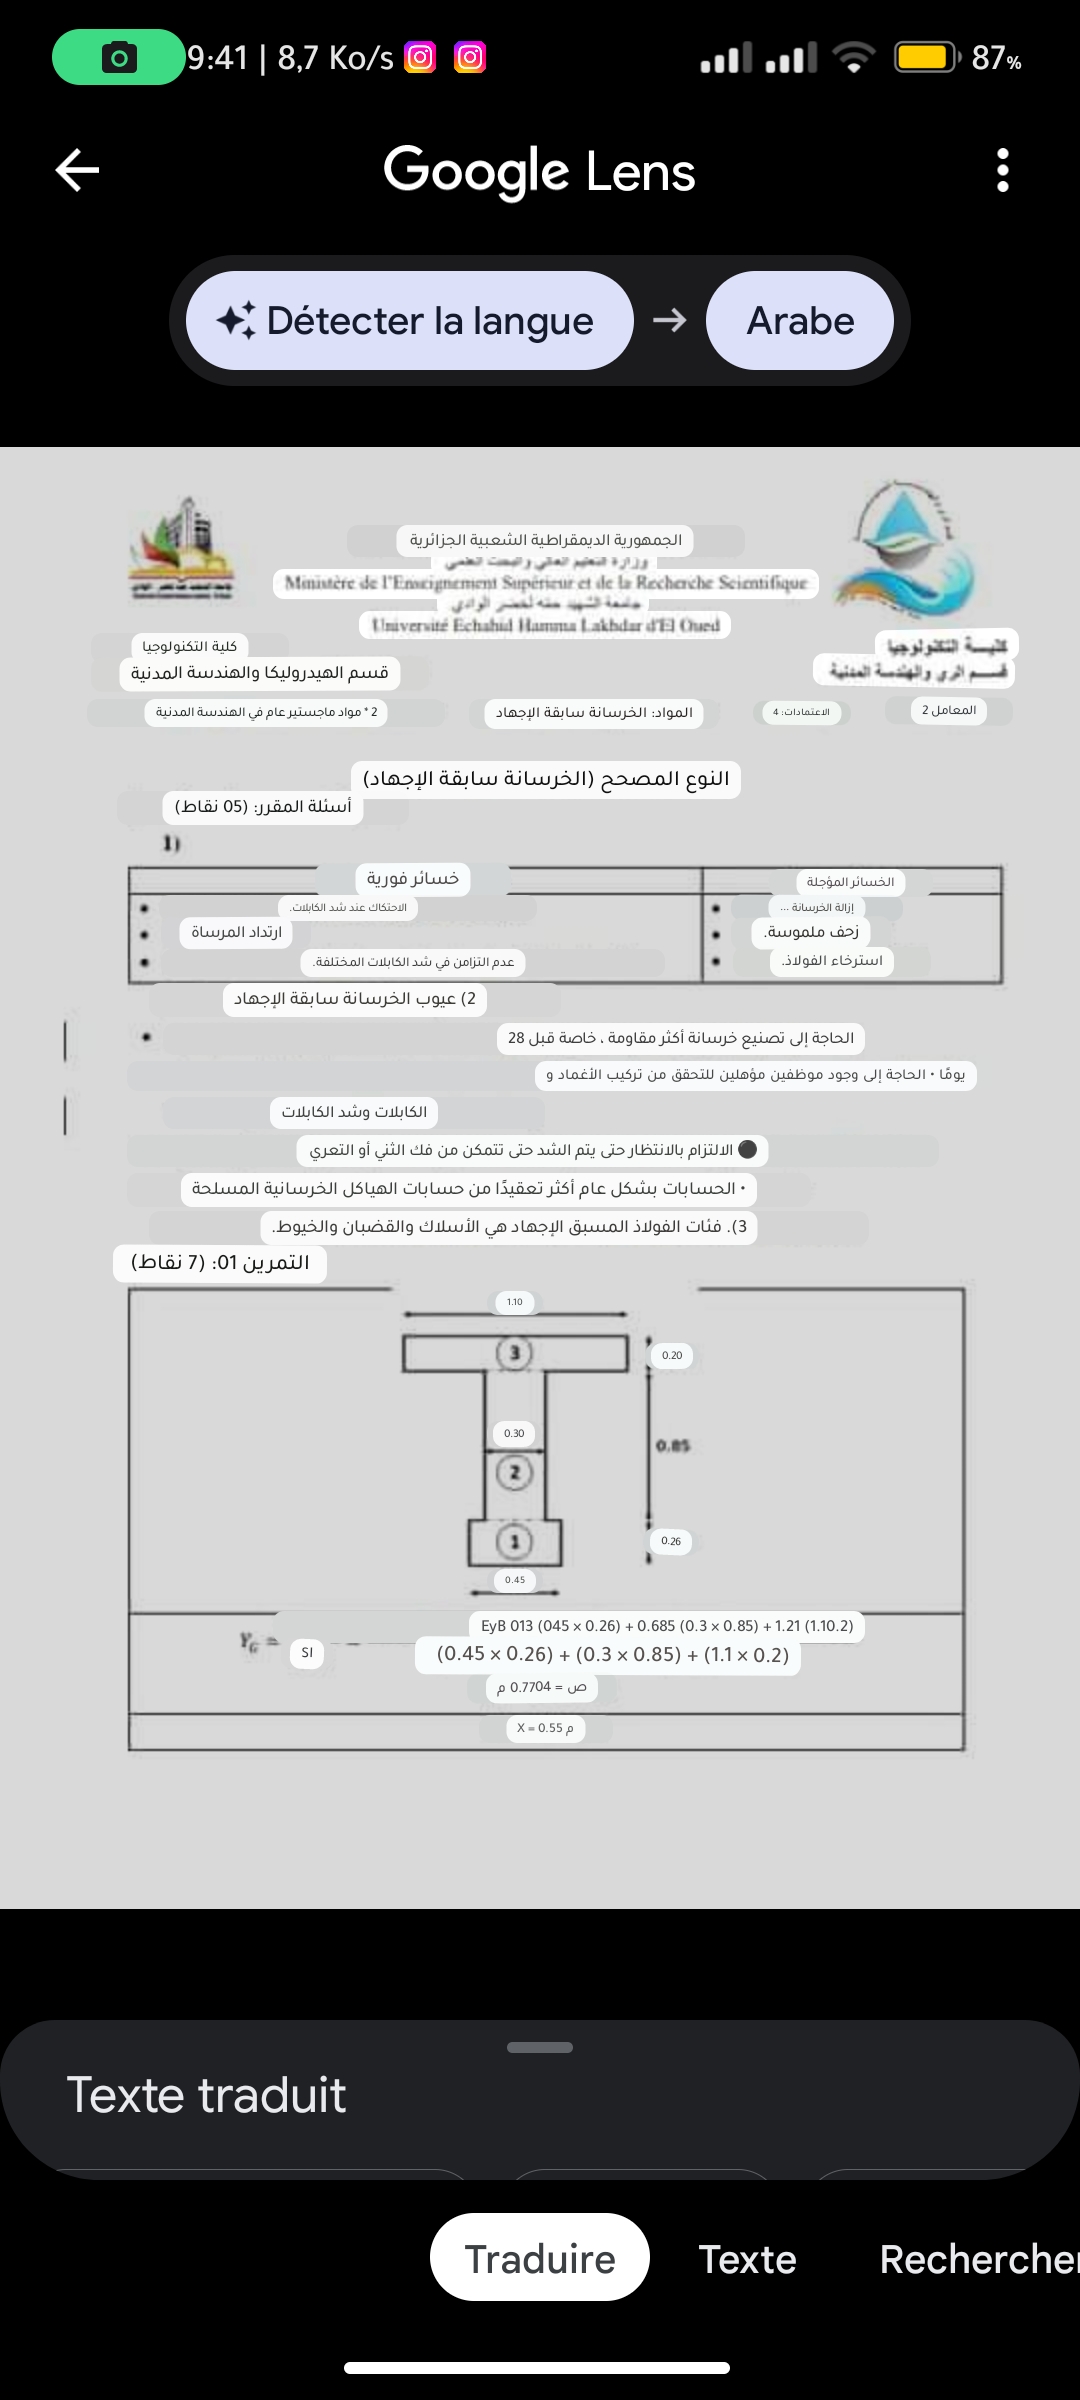 9:41 | 8,7 Ko/s
87%
Google Lens
Détecter la langue → Arabe
الجمهورية الديمقراطية الشعبية الجزائرية
وزارة التعليم العالي والبحث العلمي
Ministère de l'Enseignement Supérieur et de la Recherche Scientifique
جامعة الشهيد حمه لخضر الوادي
Université Echahid Hamma Lakhdar d'El Oued
كلية التكنولوجيا
كليـة التكنولوجيا
قسم الهيدروليكا والهندسة المدنية
قسـم الري والهندسة المدنية
2 * مواد ماجستير عام في الهندسة المدنية
المواد: الخرسانة سابقة الإجهاد
الاعتمادات: 4
المعامل 2
النوع المصحح (الخرسانة سابقة الإجهاد)
أسئلة المقرر: (05 نقاط)
1)
خسائر فورية
الخسائر المؤجلة
• الاحتكاك عند شد الكابلات.
• إزالة الخرسانة ...
• ارتداد المرساة
• زحف ملموسة.
• عدم التزامن في شد الكابلات المختلفة.
• استرخاء الفولاذ.
2) عيوب الخرسانة سابقة الإجهاد
• الحاجة إلى تصنيع خرسانة أكثر مقاومة ، خاصة قبل 28
يومًا • الحاجة إلى وجود موظفين مؤهلين للتحقق من تركيب الأغماد و
الكابلات وشد الكابلات
⚫ الالتزام بالانتظار حتى يتم الشد حتى تتمكن من فك الثني أو التعري
• الحسابات بشكل عام أكثر تعقيدًا من حسابات الهياكل الخرسانية المسلحة
3). فئات الفولاذ المسبق الإجهاد هي الأسلاك والقضبان والخيوط.
التمرين 01: (7 نقاط)
1.10
3
0.20
0.30
0.85
2
1
0.26
0.45
EyB 013 (045 × 0.26) + 0.685 (0.3 × 0.85) + 1.21 (1.10.2)
Y_G =
SI
(0.45 × 0.26) + (0.3 × 0.85) + (1.1 × 0.2)
ص = 0.7704 م
X = 0.55 م
Texte traduit
Traduire
Texte
Rechercher